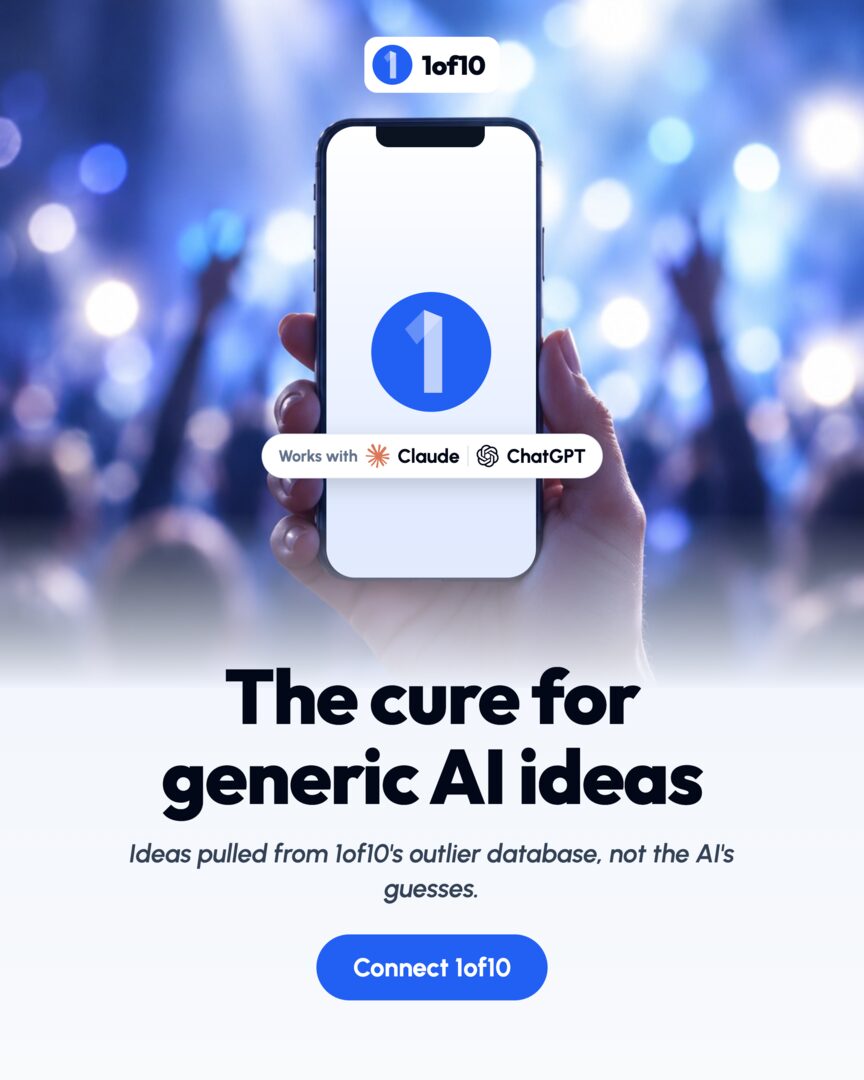 1of10
Works with Claude ChatGPT
The cure for
generic AI ideas
Ideas pulled from 1of10's outlier database, not the AI's
guesses.
Connect 1of10